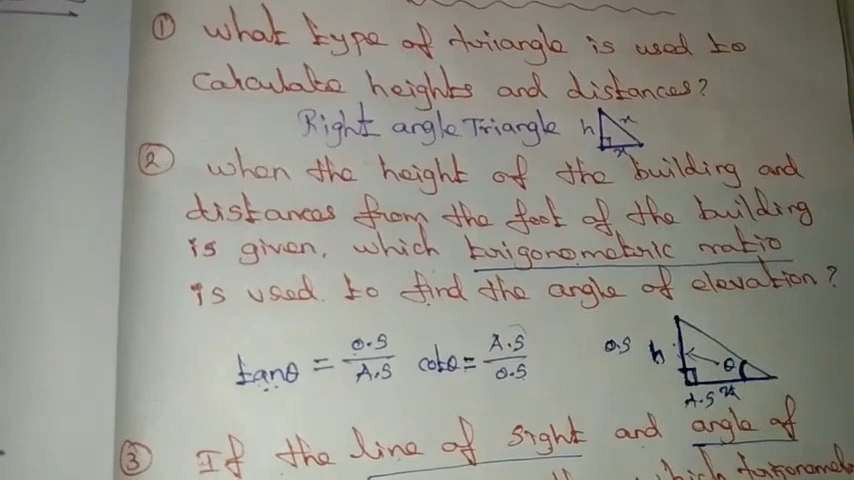 ① What type of triangle is used to
calculate heights and distances?
Right angle Triangle h x x
② When the height of the building and
distances from the foot of the building
is given, which trigonometric ratio
is used to find the angle of elevation?
tanθ = O.S/A.S cotθ = A.S/O.S O.S h θ
A.S x
③ If the line of sight and angle of
which trigonomet